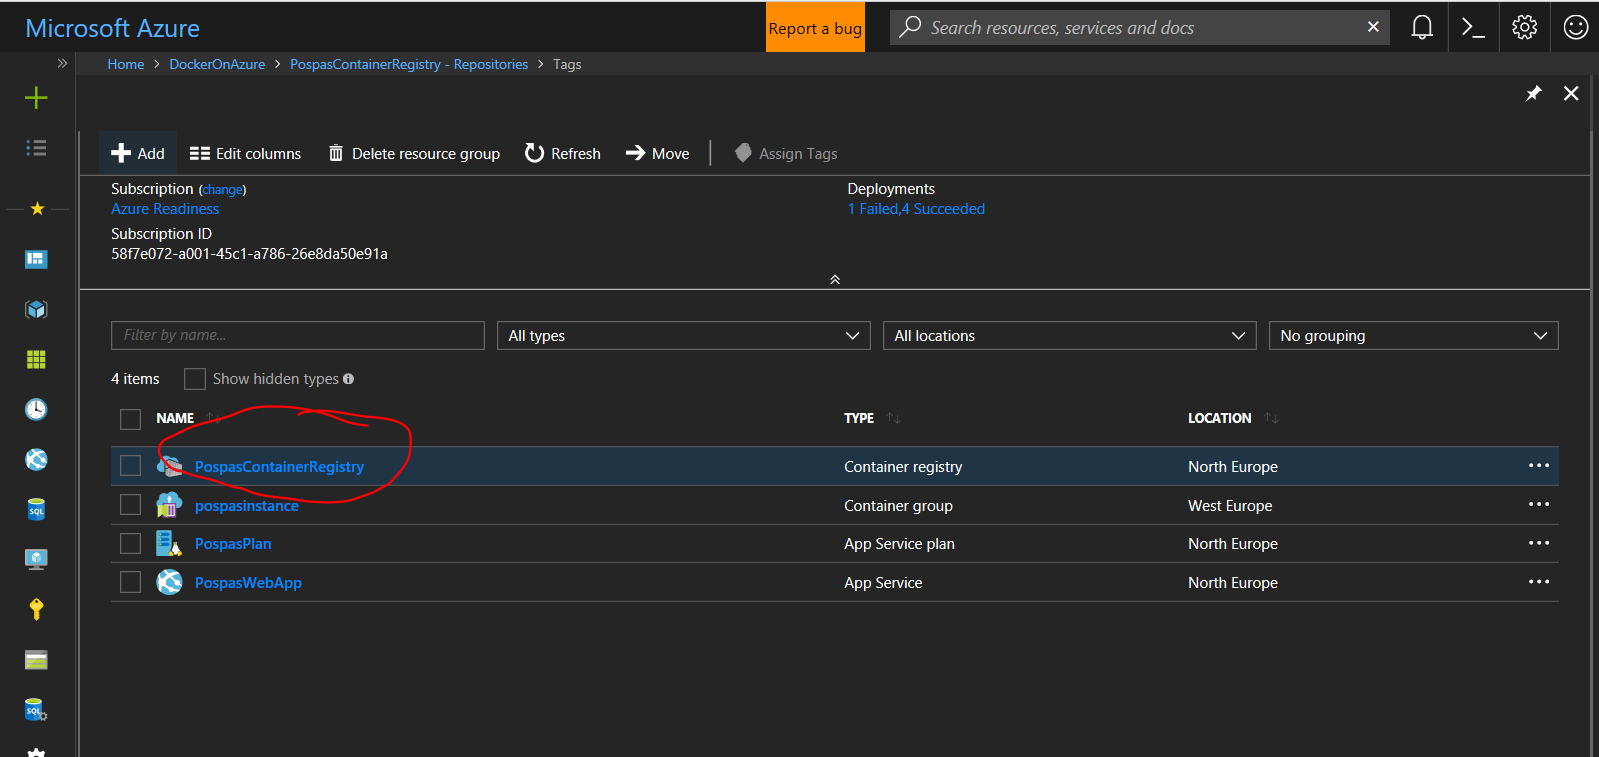 Microsoft Azure
Report a bug
Search resources, services and docs
Home > DockerOnAzure > PospasContainerRegistry - Repositories > Tags
Add
Edit columns
Delete resource group
Refresh
Move
Assign Tags
Subscription (change)
Azure Readiness
Subscription ID
58f7e072-a001-45c1-a786-26e8da50e91a
Deployments
1 Failed,4 Succeeded
Filter by name...
All types
All locations
No grouping
4 items
Show hidden types
NAME TYPE LOCATION
PospasContainerRegistry Container registry North Europe
pospasinstance Container group West Europe
PospasPlan App Service plan North Europe
PospasWebApp App Service North Europe
SQL
SQL